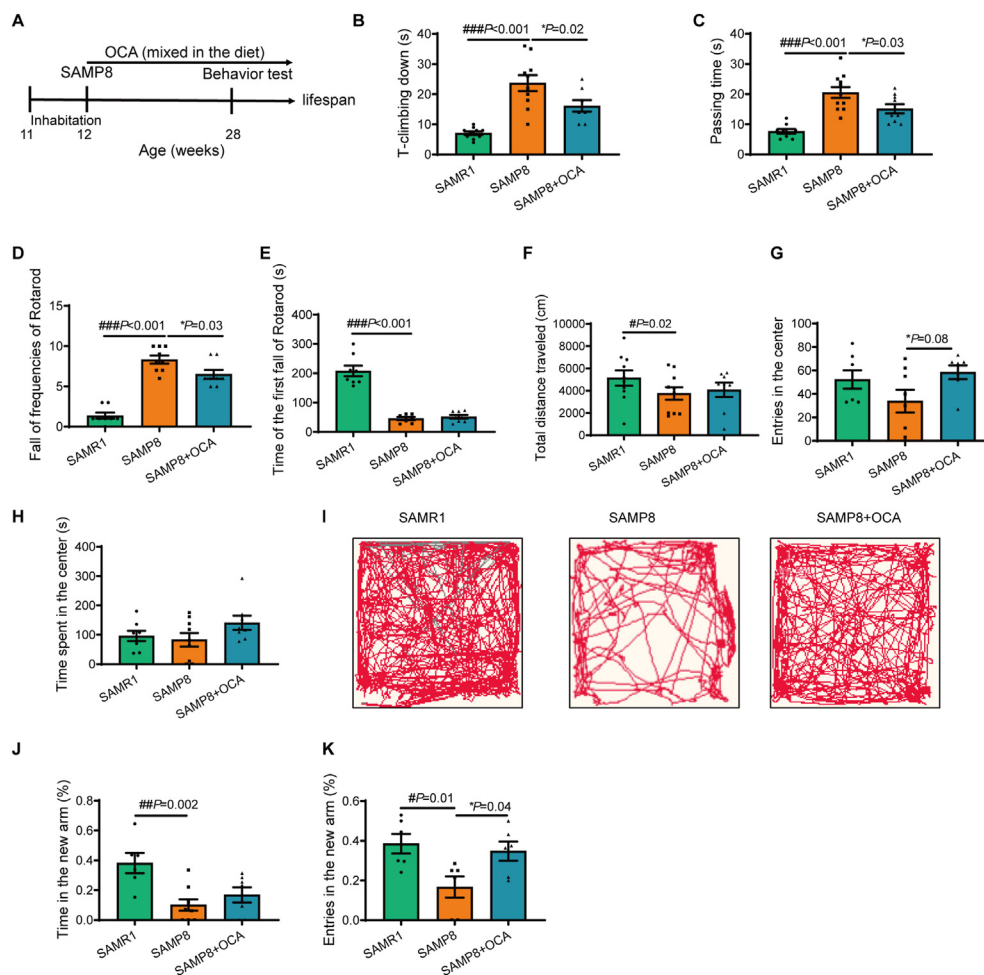 A
OCA (mixed in the diet)
SAMP8
Behavior test
lifespan
Inhabitation
11
12
28
Age (weeks)
B
T-climbing down (s)
###P<0.001
*P=0.02
40
30
20
10
0
SAMR1
SAMP8
SAMP8+OCA
C
Passing time (s)
###P<0.001
*P=0.03
40
30
20
10
0
SAMR1
SAMP8
SAMP8+OCA
D
Fall of frequencies of Rotarod
###P<0.001
*P=0.03
15
10
5
0
SAMR1
SAMP8
SAMP8+OCA
E
Time of the first fall of Rotarod (s)
###P<0.001
400
300
200
100
50
0
SAMR1
SAMP8
SAMP8+OCA
F
Total distance traveled (cm)
#P=0.02
10000
8000
6000
4000
2000
0
SAMR1
SAMP8
SAMP8+OCA
G
Entries in the center
*P=0.08
100
80
60
40
20
0
SAMR1
SAMP8
SAMP8+OCA
H
Time spent in the center (s)
400
300
200
100
0
SAMR1
SAMP8
SAMP8+OCA
I
SAMR1
SAMP8
SAMP8+OCA
J
Time in the new arm (%)
##P=0.002
0.8
0.6
0.4
0.2
0.0
SAMR1
SAMP8
SAMP8+OCA
K
Entries in the new arm (%)
#P=0.01
*P=0.04
0.6
0.4
0.2
0.0
SAMR1
SAMP8
SAMP8+OCA